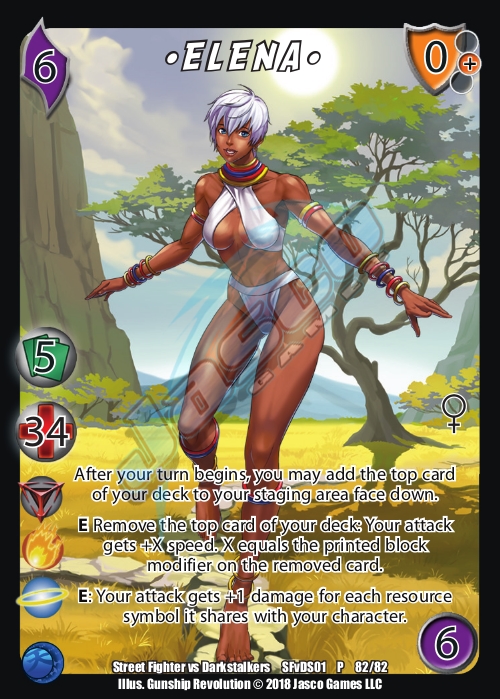 6
•ELENA•
0
+
5
34
After your turn begins, you may add the top card
of your deck to your staging area face down.
E Remove the top card of your deck: Your attack
gets +X speed. X equals the printed block
modifier on the removed card.
E: Your attack gets +1 damage for each resource
symbol it shares with your character.
6
Street Fighter vs Darkstalkers SFvDS01 P 82/82
Illus. Gunship Revolution © 2018 Jasco Games LLC
JASCO
GAMES